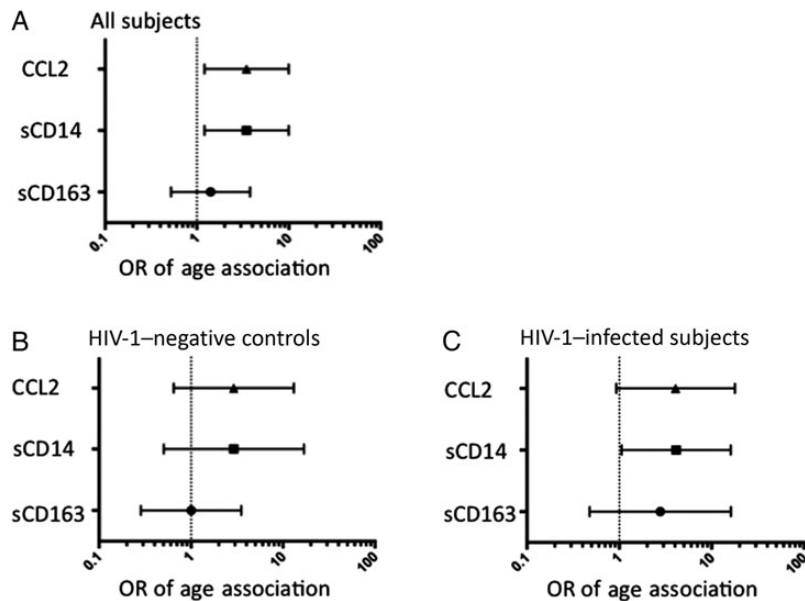 A All subjects
CCL2
sCD14
sCD163
0.1 1 10 100
OR of age association
B HIV-1–negative controls
CCL2
sCD14
sCD163
0.1 1 10 100
OR of age association
C HIV-1–infected subjects
CCL2
sCD14
sCD163
0.1 1 10 100
OR of age association